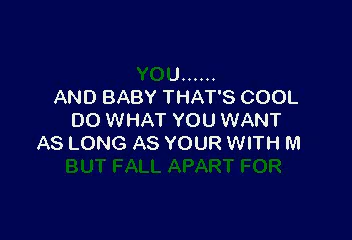 YOU......
AND BABY THAT'S COOL
DO WHAT YOU WANT
AS LONG AS YOUR WITH M
BUT FALL APART FOR